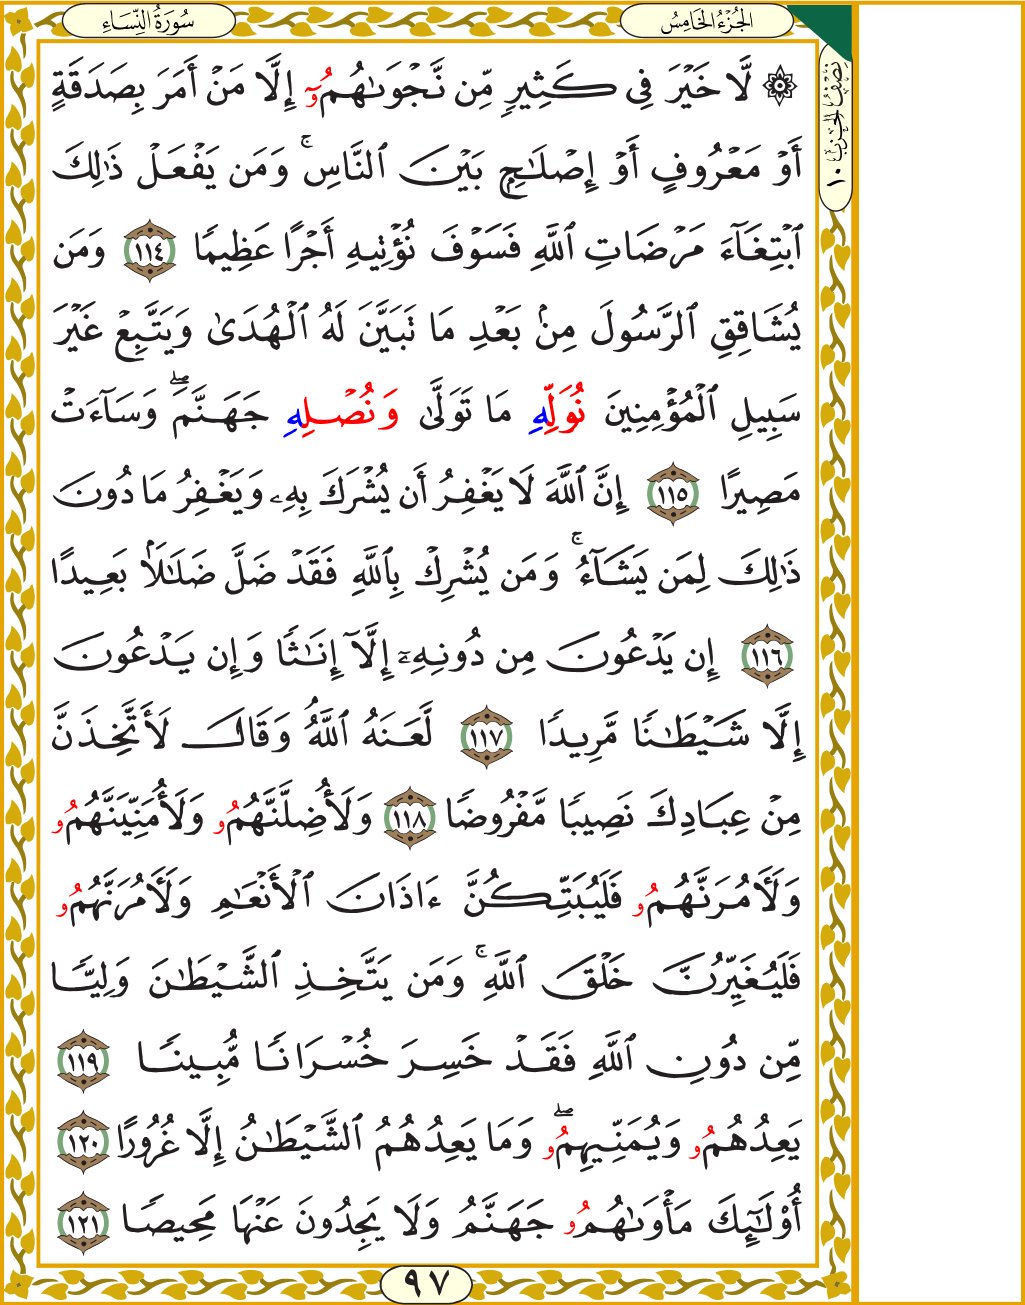 سُورَةُ النِّسَاءِ
الجُزْءُ الخَامِسُ
نِصْفُ الحِزْبِ ١٠
۞ لَّا خَيْرَ فِي كَثِيرٍ مِّن نَّجْوَىٰهُمُۥٓ إِلَّا مَنْ أَمَرَ بِصَدَقَةٍ
أَوْ مَعْرُوفٍ أَوْ إِصْلَٰحٍۭ بَيْنَ ٱلنَّاسِۚ وَمَن يَفْعَلْ ذَٰلِكَ
ٱبْتِغَآءَ مَرْضَاتِ ٱللَّهِ فَسَوْفَ نُؤْتِيهِ أَجْرًا عَظِيمًا ١١٤ وَمَن
يُشَاقِقِ ٱلرَّسُولَ مِنۢ بَعْدِ مَا تَبَيَّنَ لَهُ ٱلْهُدَىٰ وَيَتَّبِعْ غَيْرَ
سَبِيلِ ٱلْمُؤْمِنِينَ نُوَلِّهِ مَا تَوَلَّىٰ وَنُصْلِهِ جَهَنَّمَۖ وَسَآءَتْ
مَصِيرًا ١١٥ إِنَّ ٱللَّهَ لَا يَغْفِرُ أَن يُشْرَكَ بِهِۦ وَيَغْفِرُ مَا دُونَ
ذَٰلِكَ لِمَن يَشَآءُۚ وَمَن يُشْرِكْ بِٱللَّهِ فَقَدْ ضَلَّ ضَلَٰلَۢا بَعِيدًا
١١٦ إِن يَدْعُونَ مِن دُونِهِۦٓ إِلَّآ إِنَٰثًا وَإِن يَدْعُونَ
إِلَّا شَيْطَٰنًا مَّرِيدًا ١١٧ لَّعَنَهُ ٱللَّهُ وَقَالَ لَأَتَّخِذَنَّ
مِنْ عِبَادِكَ نَصِيبًا مَّفْرُوضًا ١١٨ وَلَأُضِلَّنَّهُمُۥ وَلَأُمَنِّيَنَّهُمُۥ
وَلَأَمُرَنَّهُمُۥ فَلَيُبَتِّكُنَّ ءَاذَانَ ٱلْأَنْعَٰمِ وَلَأَمُرَنَّهُمُۥ
فَلَيُغَيِّرُنَّ خَلْقَ ٱللَّهِۚ وَمَن يَتَّخِذِ ٱلشَّيْطَٰنَ وَلِيًّا
مِّن دُونِ ٱللَّهِ فَقَدْ خَسِرَ خُسْرَانًا مُّبِينًا ١١٩
يَعِدُهُمُۥ وَيُمَنِّيهِمُۥۖ وَمَا يَعِدُهُمُ ٱلشَّيْطَٰنُ إِلَّا غُرُورًا ١٢٠
أُوْلَٰٓئِكَ مَأْوَىٰهُمُۥ جَهَنَّمُ وَلَا يَجِدُونَ عَنْهَا مَحِيصًا ١٢١
٩٧